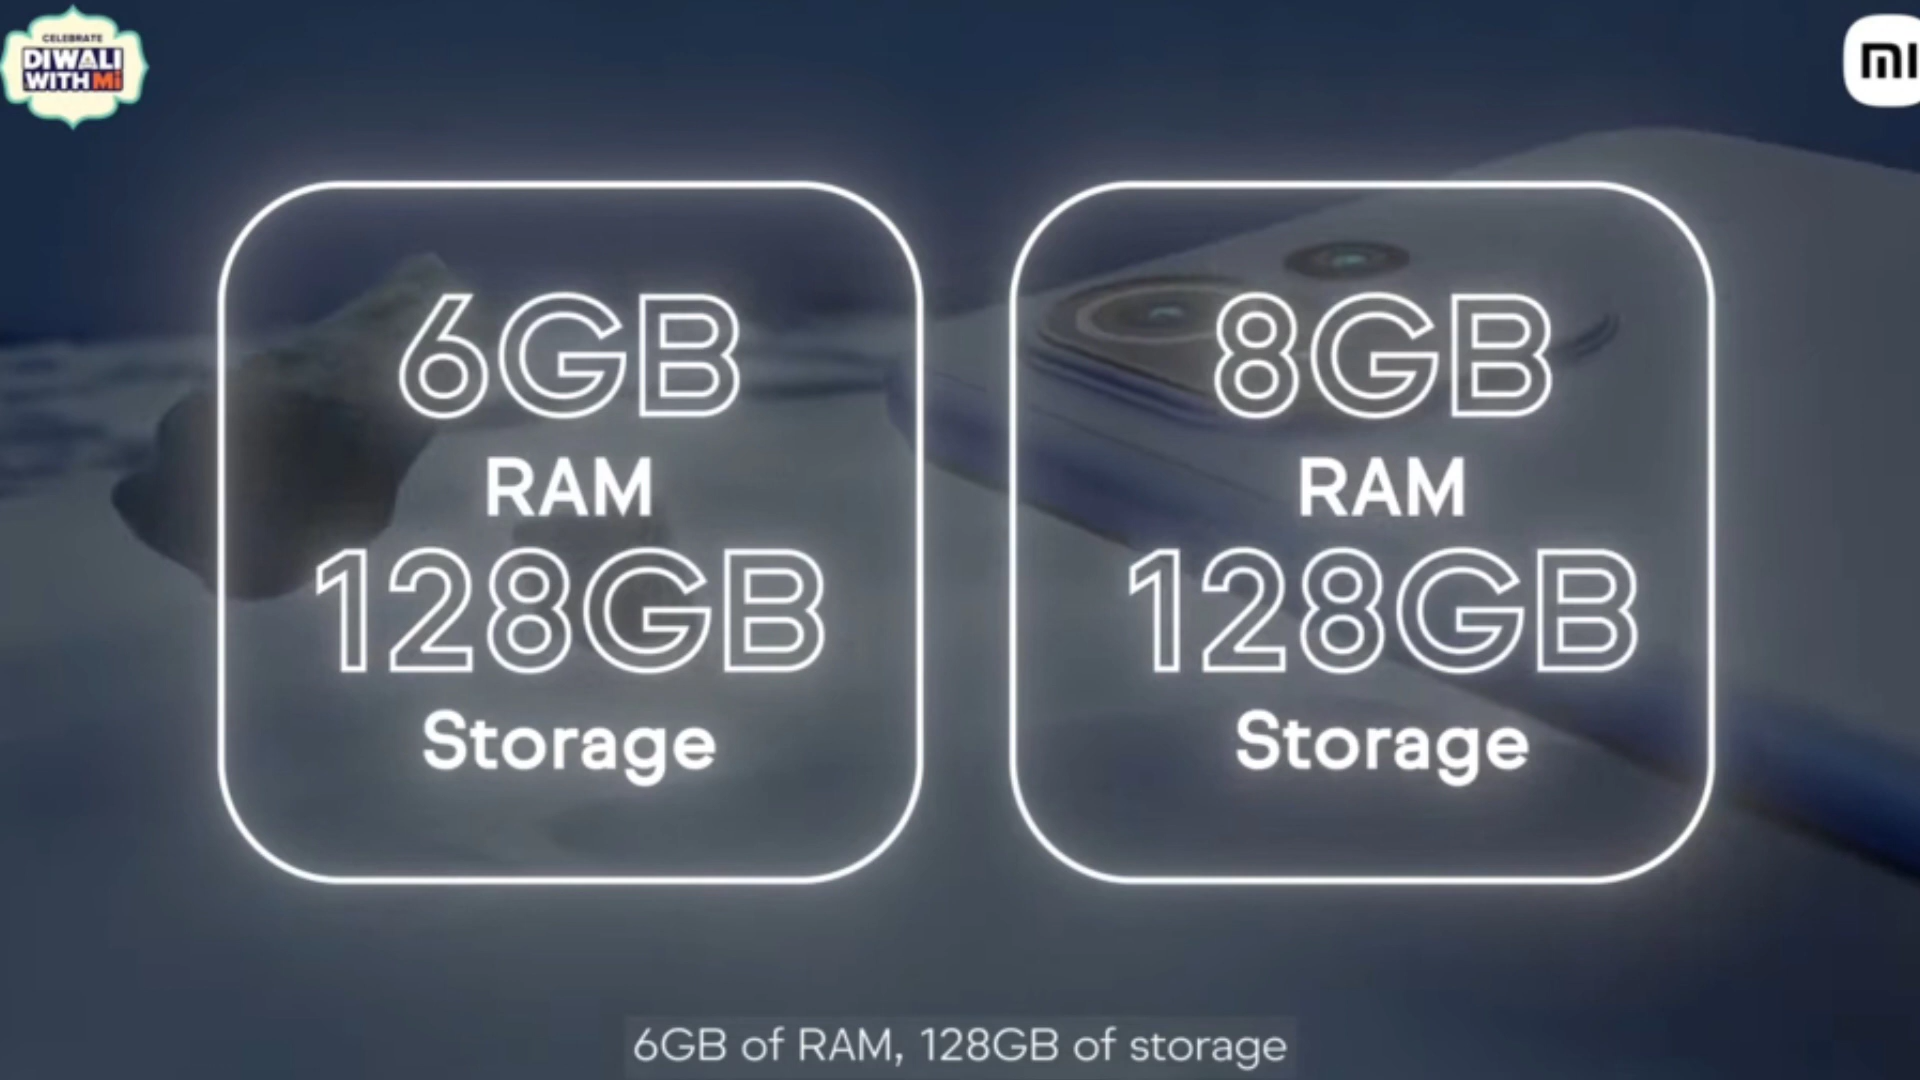 CELEBRATE
DIWALI
WITH Mi
mi
6GB
RAM
128GB
Storage
8GB
RAM
128GB
Storage
6GB of RAM, 128GB of storage